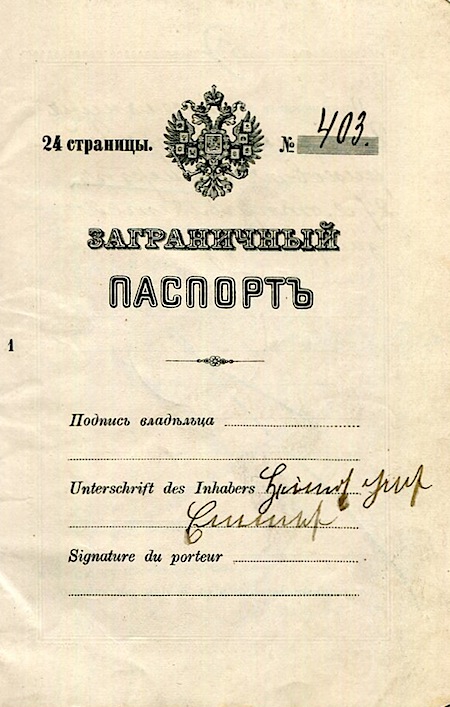 24 страницы.
№ 403.
ЗАГРАНИЧНЫЙ
ПАСПОРТЪ
1
Подпись владѣльца
Unterschrift des Inhabers
Signature du porteur